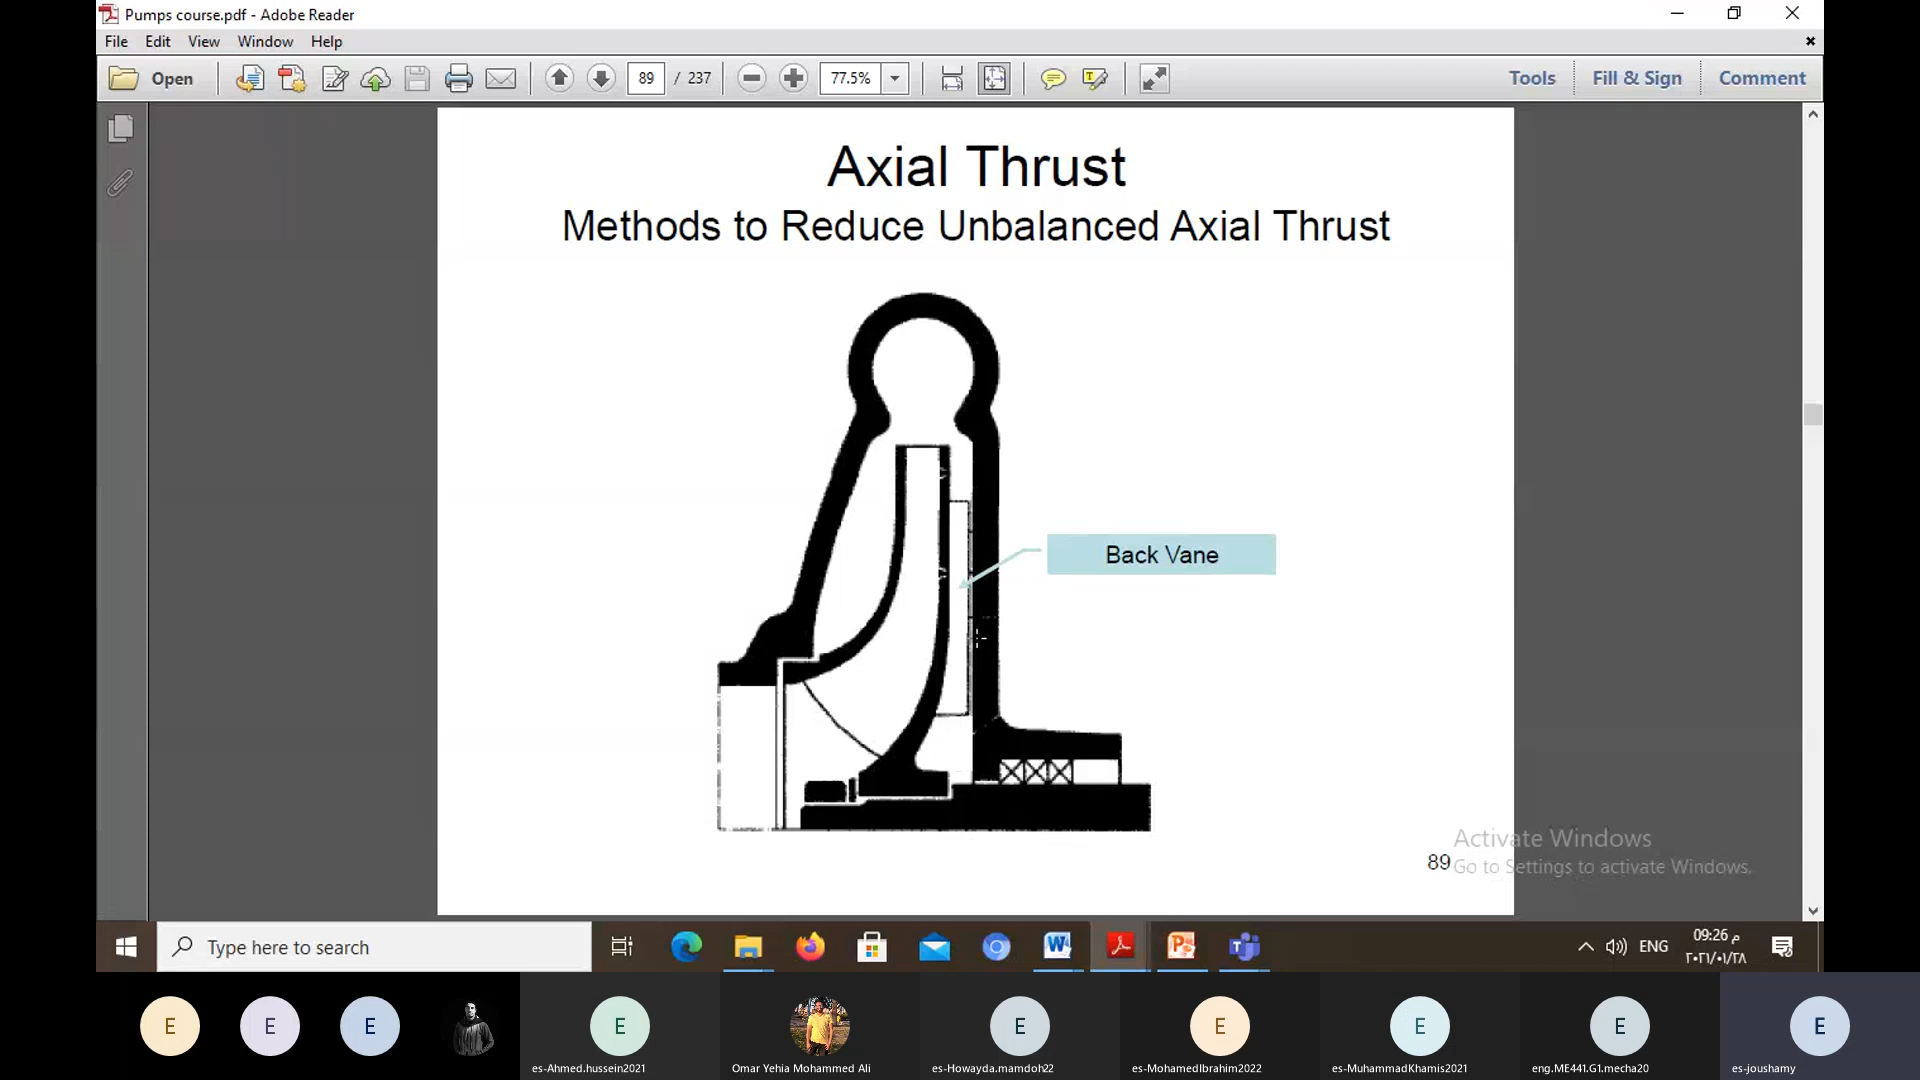 Pumps course.pdf - Adobe Reader
File Edit View Window Help
Open 89 / 237 77.5% Tools Fill & Sign Comment
Axial Thrust
Methods to Reduce Unbalanced Axial Thrust
Back Vane
Activate Windows
89 Go to Settings to activate Windows.
Type here to search
ENG
09:26 م
٢٠٢١/٠١/٢٨
E E E E E E E E E
es-Ahmed.hussein2021
Omar Yehia Mohammed Ali
es-Howayda.mamdoh22
es-MohamedIbrahim2022
es-MuhammadKhamis2021
eng.ME441.G1.mecha20
es-joushamy